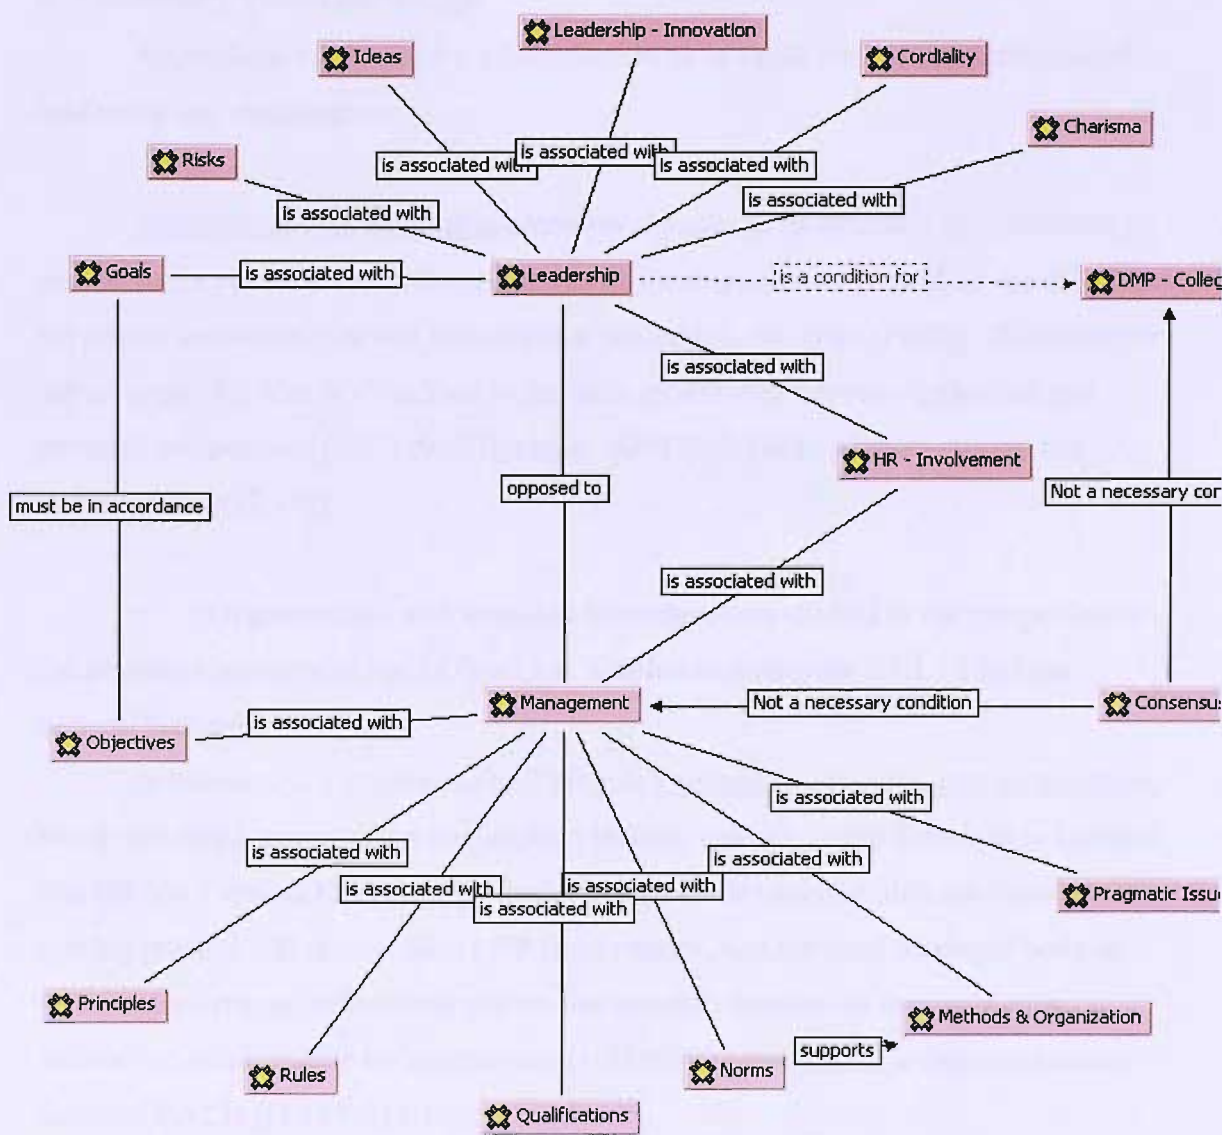 Leadership - Innovation
Ideas
Cordiality
Charisma
Risks
is associated with
is associated with
is associated with
is associated with
is associated with
Goals
is associated with
Leadership
is a condition for
DMP - Colleg
is associated with
HR - Involvement
opposed to
must be in accordance
Not a necessary con
is associated with
Management
Not a necessary condition
Consensu
Objectives
is associated with
is associated with
is associated with
is associated with
is associated with
is associated with
is associated with
Pragmatic Issu
Principles
Methods & Organization
supports
Rules
Norms
Qualifications